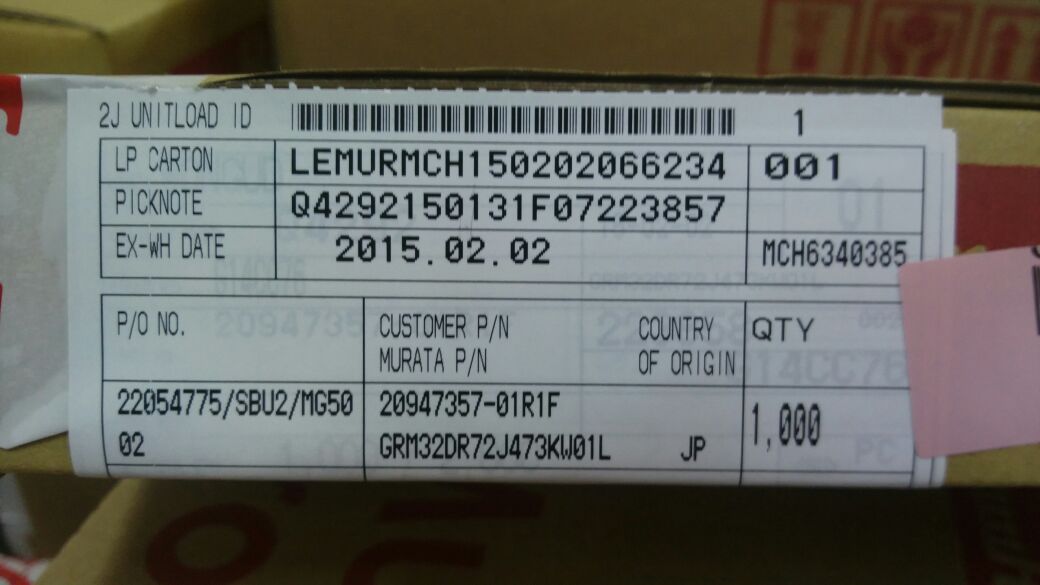 2J UNITLOAD ID 1
LP CARTON LEMURMCH150202066234 001
PICKNOTE Q4292150131F07223857
EX-WH DATE 2015.02.02 MCH6340385
P/O NO. CUSTOMER P/N COUNTRY QTY
MURATA P/N OF ORIGIN
22054775/SBU2/MG50 20947357-01R1F 1,000
02 GRM32DR72J473KW01L JP